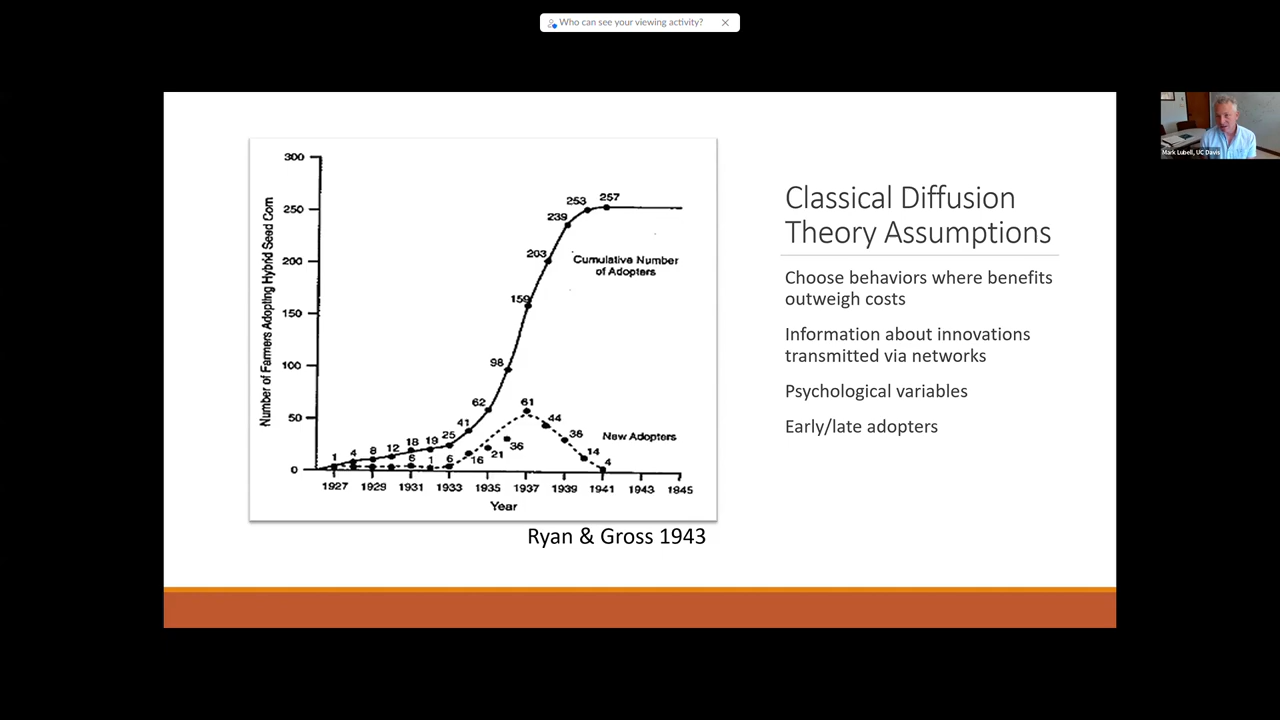 Who can see your viewing activity?
Mark Lubell, UC Davis
Classical Diffusion
Theory Assumptions
Choose behaviors where benefits
outweigh costs
Information about innovations
transmitted via networks
Psychological variables
Early/late adopters
Number of Farmers Adopting Hybrid Seed Corn
300
250
200
150
100
50
0
1 4 8 12 18 19 25 41 62 98 159 203 239 253 257
Cumulative Number
of Adopters
6 1 6 16 21 36 61 44 36 14 4
New Adopters
1927 1929 1931 1933 1935 1937 1939 1941 1943 1945
Year
Ryan & Gross 1943